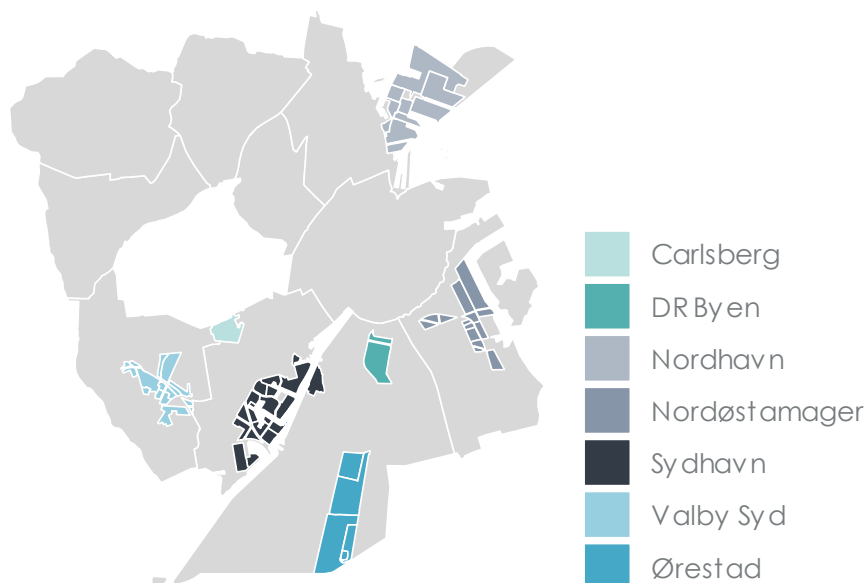 Carlsberg
DR Byen
Nordhavn
Nordøstamager
Sydhavn
Valby Syd
Ørestad